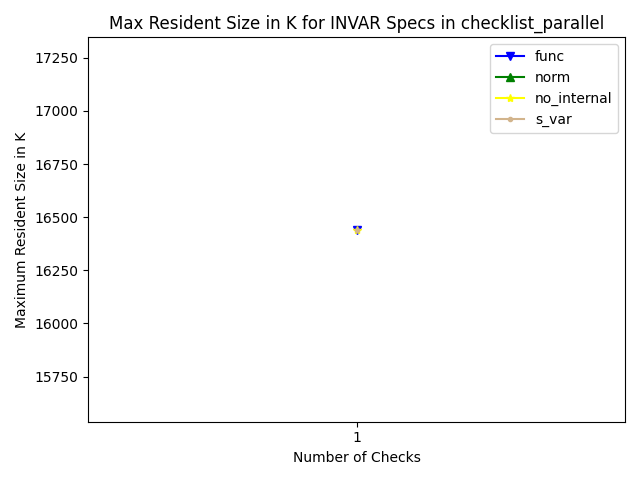 Max Resident Size in K for INVAR Specs in checklist_parallel
func
norm
no_internal
s_var
Maximum Resident Size in K
17250
17000
16750
16500
16250
16000
15750
1
Number of Checks